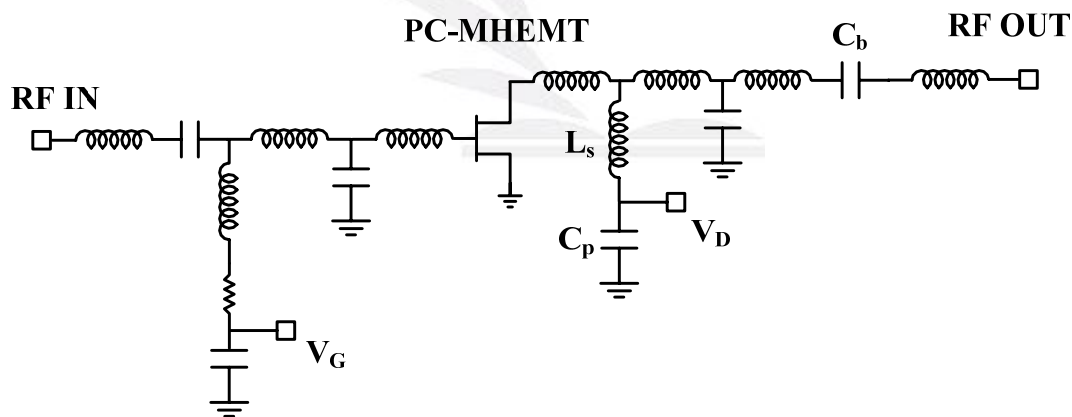 PC-MHEMT
C_b
RF OUT
RF IN
L_s
C_p
V_D
V_G